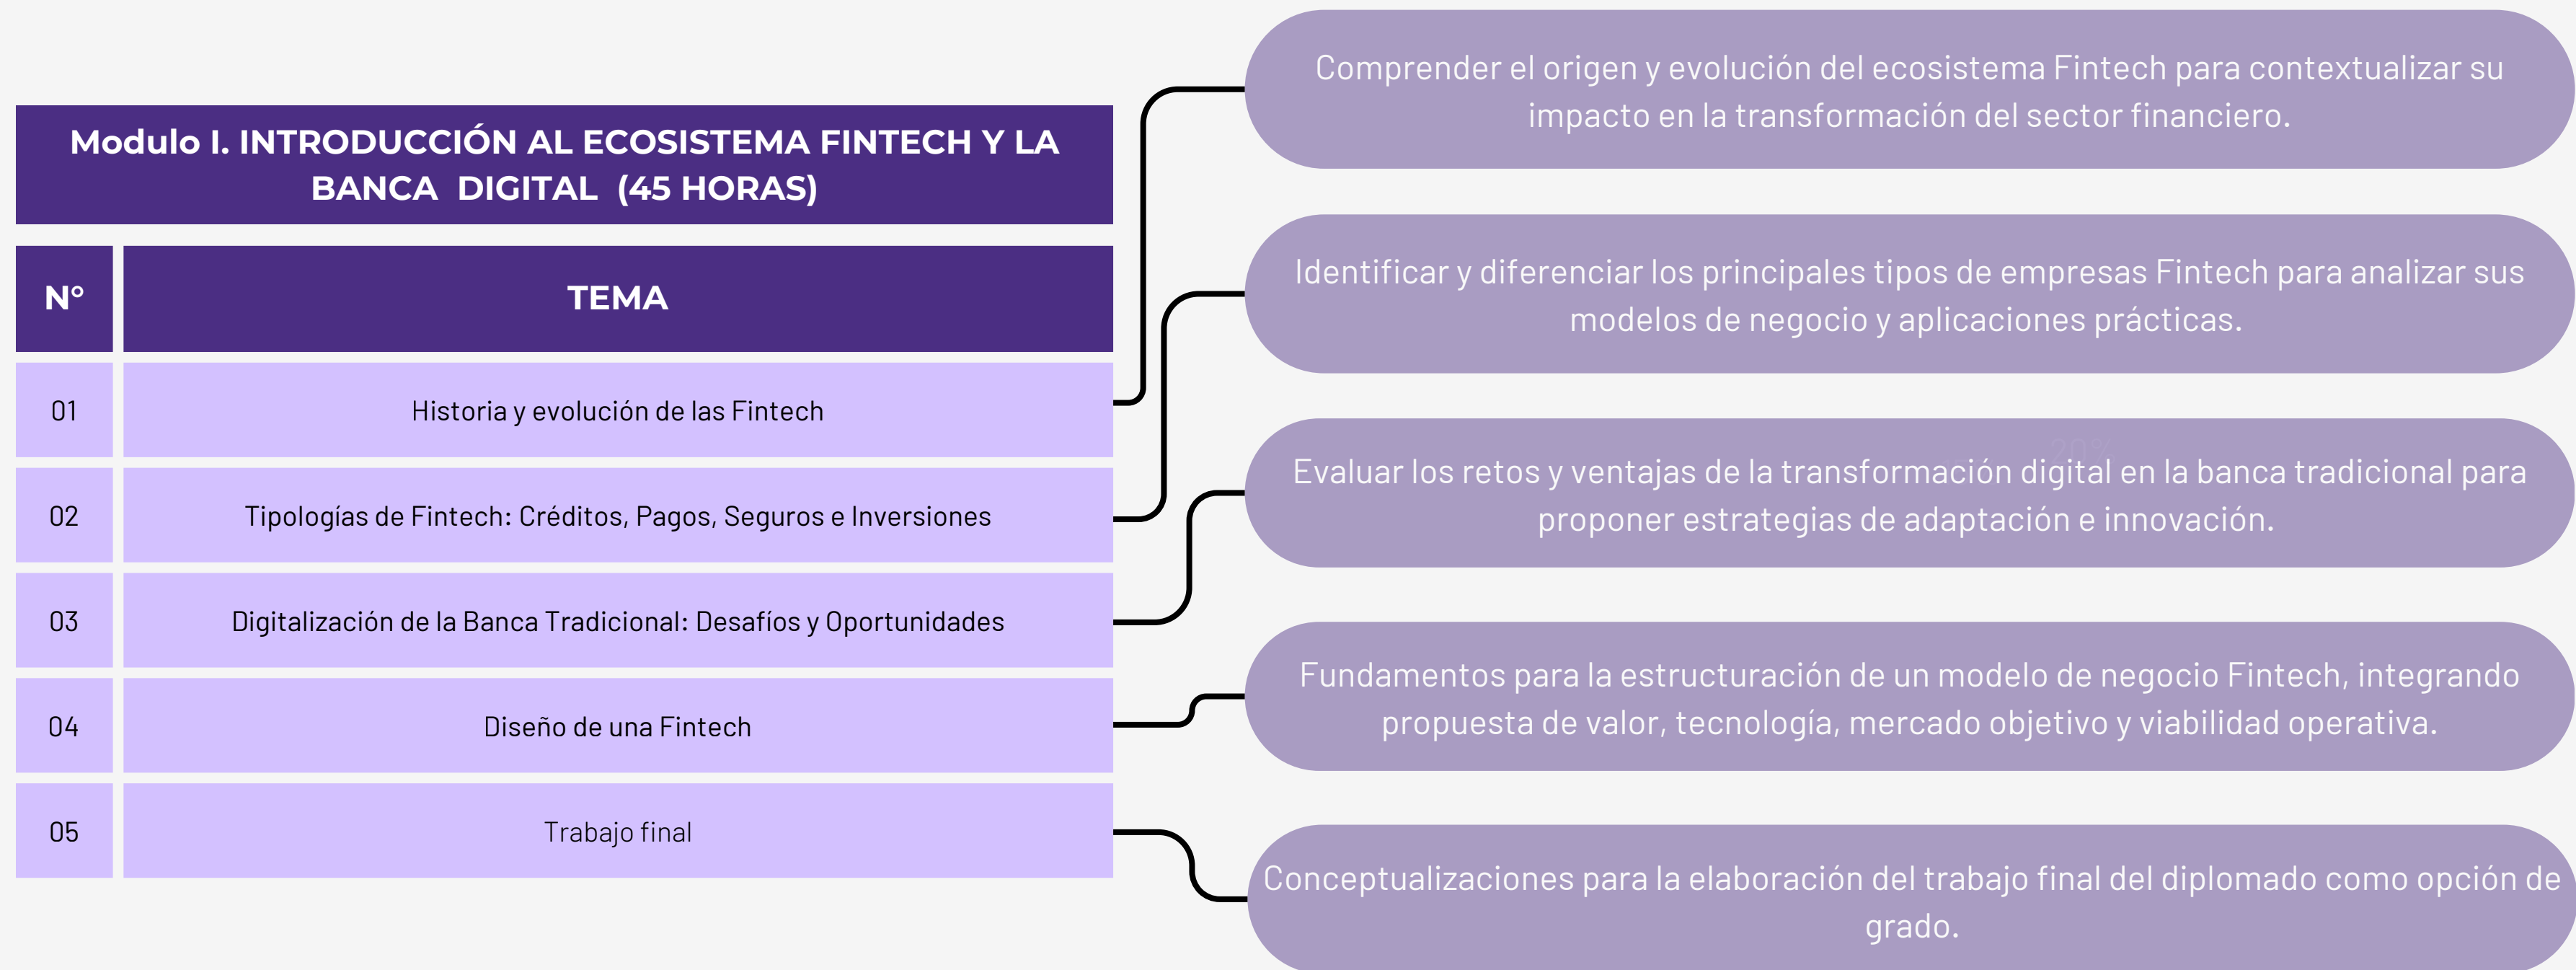 Modulo I. INTRODUCCIÓN AL ECOSISTEMA FINTECH Y LA
BANCA DIGITAL (45 HORAS)
N° TEMA
01 Historia y evolución de las Fintech
02 Tipologías de Fintech: Créditos, Pagos, Seguros e Inversiones
03 Digitalización de la Banca Tradicional: Desafíos y Oportunidades
04 Diseño de una Fintech
05 Trabajo final
Comprender el origen y evolución del ecosistema Fintech para contextualizar su
impacto en la transformación del sector financiero.
Identificar y diferenciar los principales tipos de empresas Fintech para analizar sus
modelos de negocio y aplicaciones prácticas.
20%
Evaluar los retos y ventajas de la transformación digital en la banca tradicional para
proponer estrategias de adaptación e innovación.
Fundamentos para la estructuración de un modelo de negocio Fintech, integrando
propuesta de valor, tecnología, mercado objetivo y viabilidad operativa.
Conceptualizaciones para la elaboración del trabajo final del diplomado como opción de
grado.